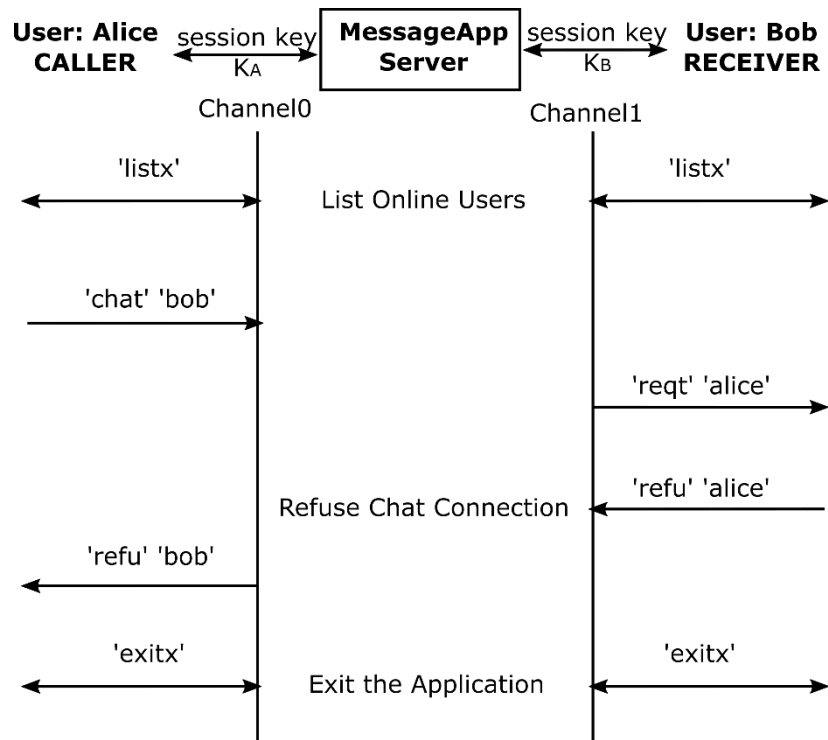 User: Alice
CALLER
session key
KA
MessageApp
Server
session key
KB
User: Bob
RECEIVER
Channel0
Channel1
'listx'
List Online Users
'listx'
'chat' 'bob'
'reqt' 'alice'
Refuse Chat Connection
'refu' 'alice'
'refu' 'bob'
'exitx'
Exit the Application
'exitx'